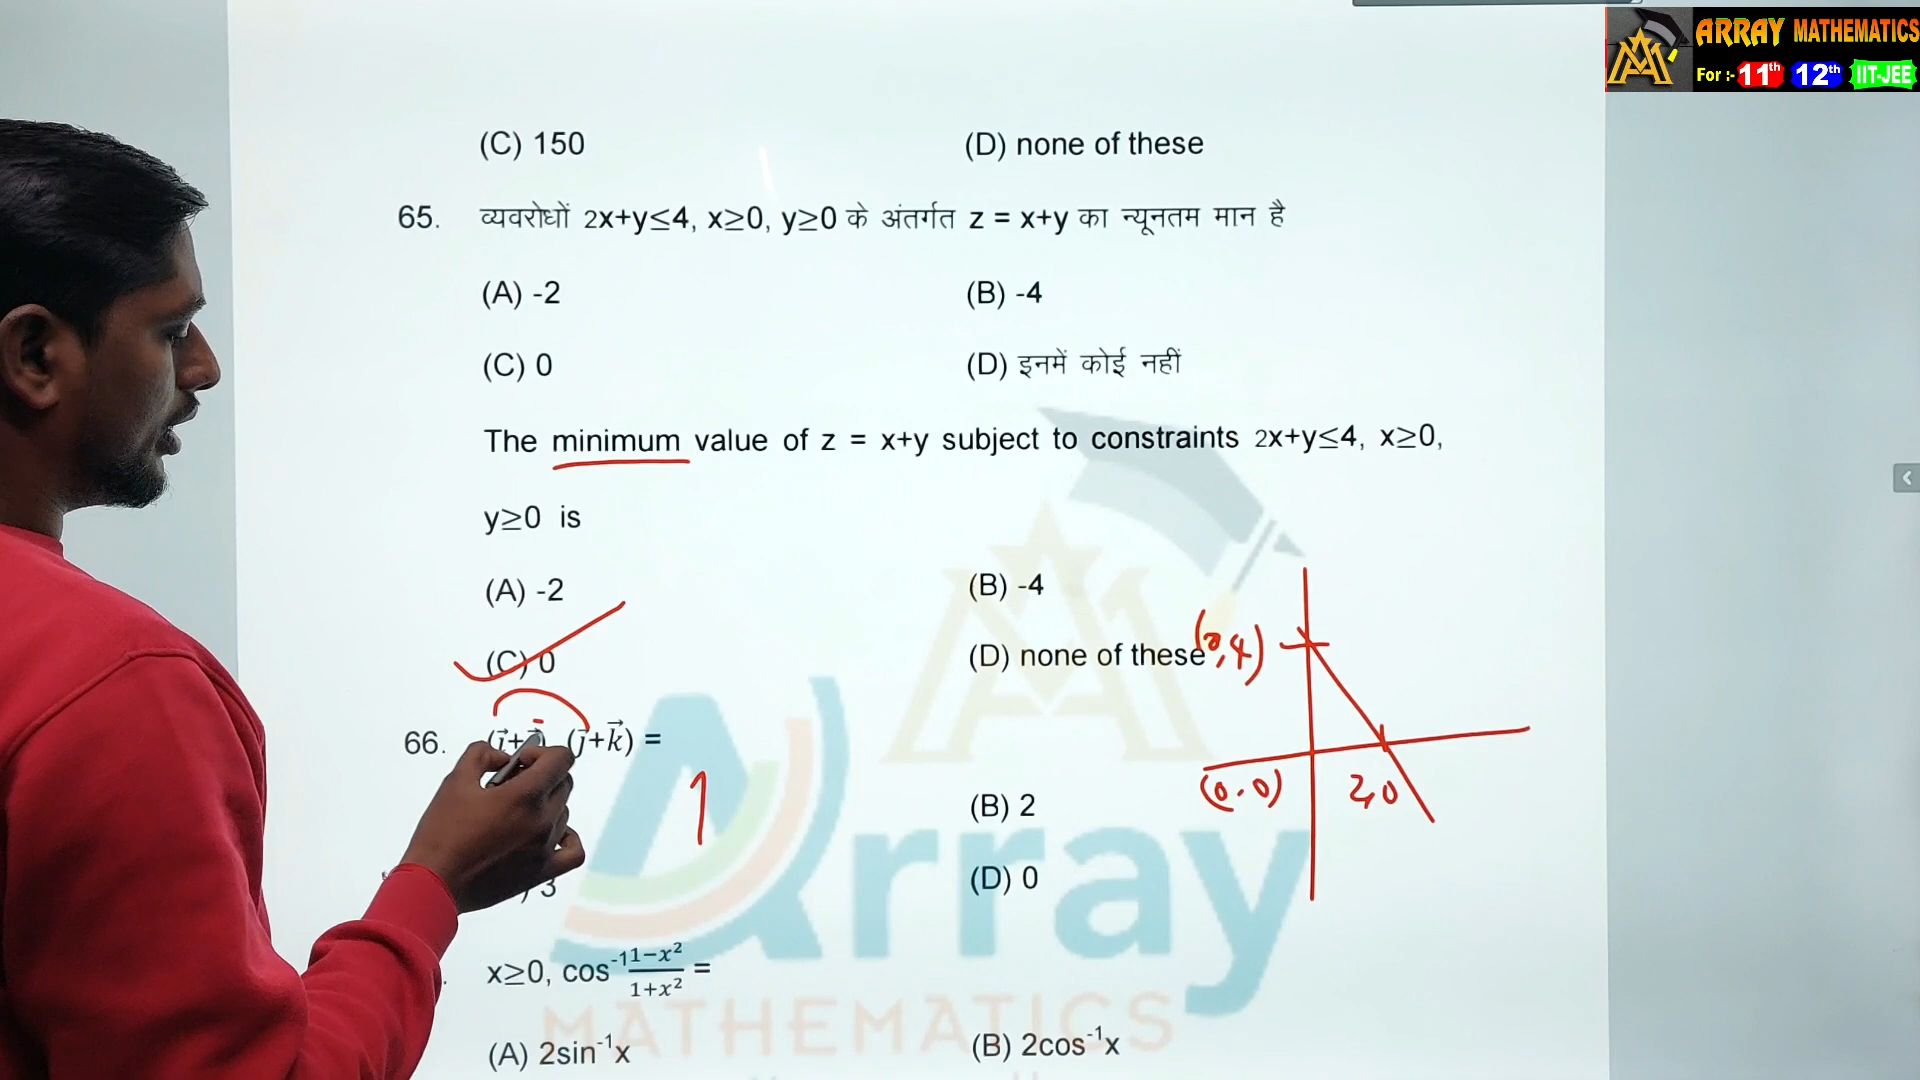 ARRAY MATHEMATICS
For :- 11th 12th IIT-JEE
(C) 150 (D) none of these
65. व्यवरोधों 2x+y≤4, x≥0, y≥0 के अंतर्गत z = x+y का न्यूनतम मान है
(A) -2 (B) -4
(C) 0 (D) इनमें कोई नहीं
The minimum value of z = x+y subject to constraints 2x+y≤4, x≥0,
y≥0 is
(A) -2 (B) -4
(C) 0 (D) none of these
(0,4)
66. (i⃗+ (j⃗+k⃗) =
1
(0,0) 2,0
(B) 2
) 3 (D) 0
x≥0, cos⁻¹ 1−x²/1+x² =
(A) 2sin⁻¹x (B) 2cos⁻¹x
Array
MATHEMATICS